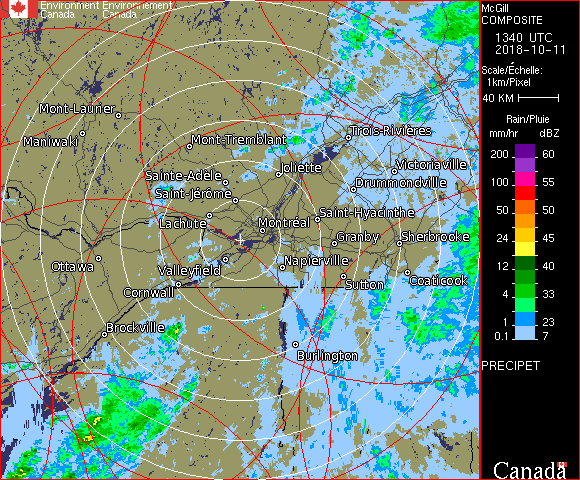 Environment Environnement
Canada Canada
McGill
COMPOSITE
1340 UTC
2018-10-11
Scale/Échelle:
1km/Pixel
40 KM
Rain/Pluie
mm/hr dBZ
200 60
100 55
50 50
24 45
12 40
4 33
1 23
0.1 7
PRECIPET
Canada
Mont-Laurier
Maniwaki
Mont-Tremblant
Trois-Rivières
Joliette
Victoriaville
Sainte-Adèle
Drummondville
Saint-Jérôme
Lachute
Saint-Hyacinthe
Montréal
Granby
Sherbrooke
Ottawa
Valleyfield
Napierville
Cornwall
Sutton
Coaticook
Brockville
Burlington